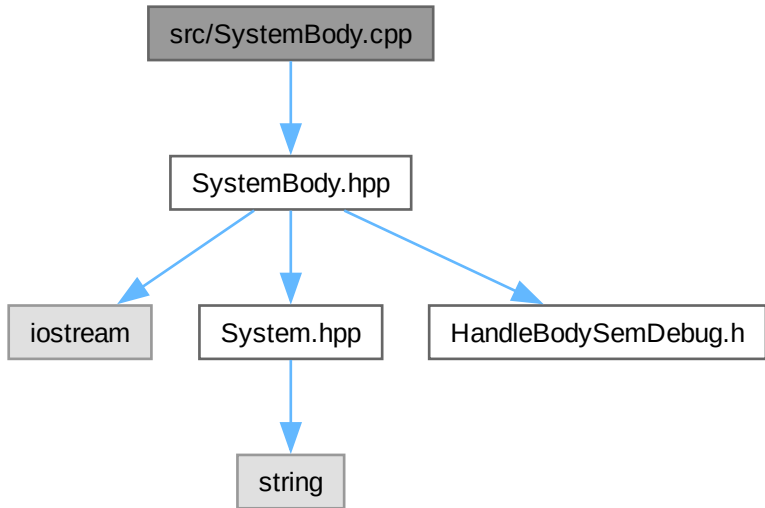 src/SystemBody.cpp
SystemBody.hpp
iostream
System.hpp
HandleBodySemDebug.h
string